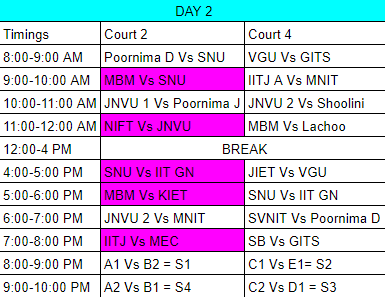 DAY 2
Timings Court 2 Court 4
8:00-9:00 AM Poornima D Vs SNU VGU Vs GITS
9:00-10:00 AM MBM Vs SNU IITJ A Vs MNIT
10:00-11:00 AM JNVU 1 Vs Poornima J JNVU 2 Vs Shoolini
11:00-12:00 AM NIFT Vs JNVU MBM Vs Lachoo
12:00-4 PM BREAK
4:00-5:00 PM SNU Vs IIT GN JIET Vs VGU
5:00-6:00 PM MBM Vs KIET SNU Vs IIT GN
6:00-7:00 PM JNVU 2 Vs MNIT SVNIT Vs Poornima D
7:00-8:00 PM IITJ Vs MEC SB Vs GITS
8:00-9:00 PM A1 Vs B2 = S1 C1 Vs E1= S2
9:00-10:00 PM A2 Vs B1 = S4 C2 Vs D1 = S3